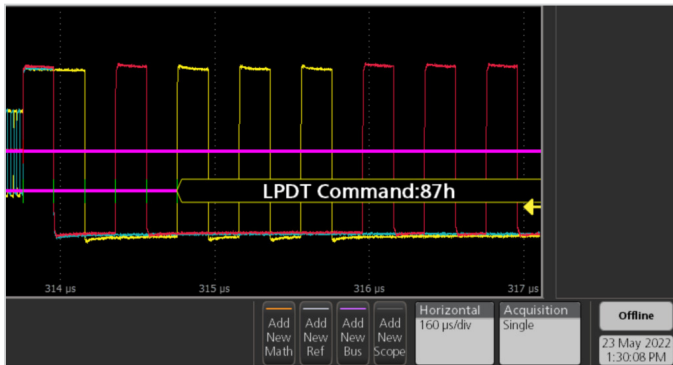 LPDT Command:87h
314 µs
315 µs
316 µs
317 µs
Add
New
Math
Add
New
Ref
Add
New
Bus
Add
New
Scope
Horizontal
160 µs/div
Acquisition
Single
Offline
23 May 2022
1:30:08 PM